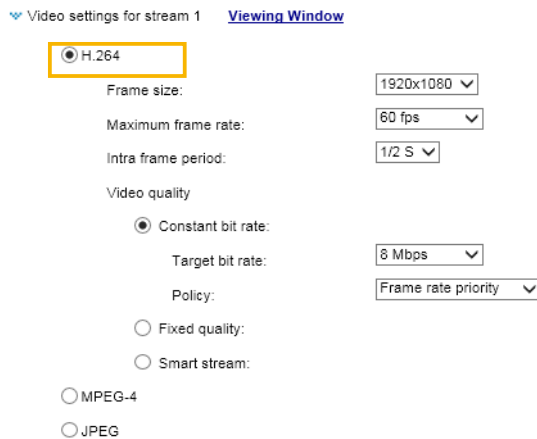 Video settings for stream 1 Viewing Window
H.264
Frame size: 1920x1080
Maximum frame rate: 60 fps
Intra frame period: 1/2 S
Video quality
Constant bit rate:
Target bit rate: 8 Mbps
Policy: Frame rate priority
Fixed quality:
Smart stream:
MPEG-4
JPEG